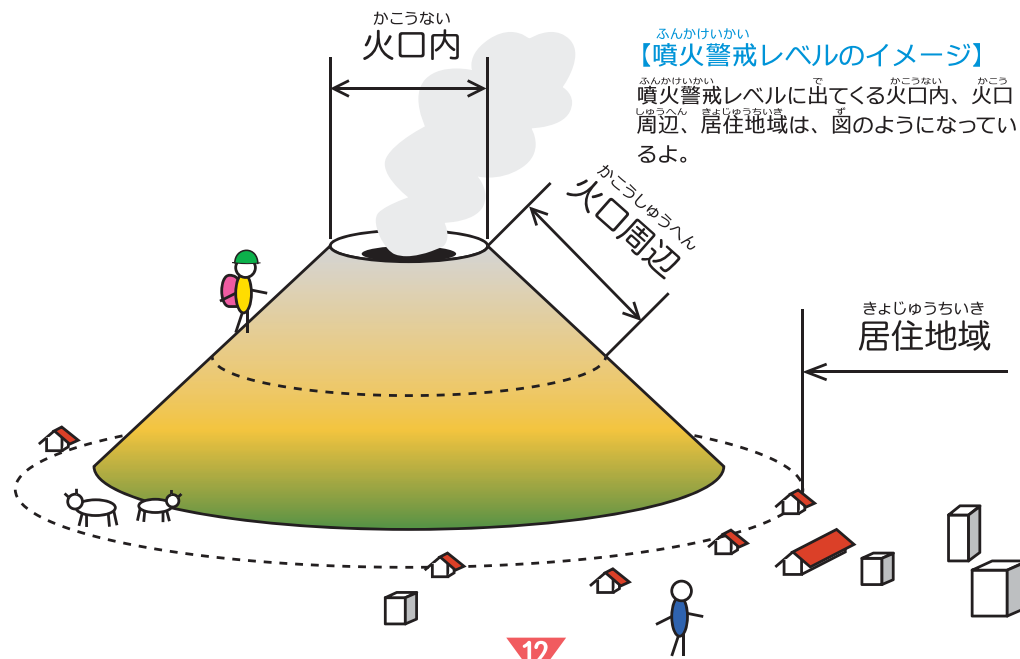 かこうない
火口内
ふんかけいかい
【噴火警戒レベルのイメージ】
ふんかけいかい で かこうない かこう
噴火警戒レベルに出てくる火口内、火口
しゅうへん きょじゅうちいき ず
周辺、居住地域は、図のようになってい
るよ。
かこうしゅうへん
火口周辺
きょじゅうちいき
居住地域
12